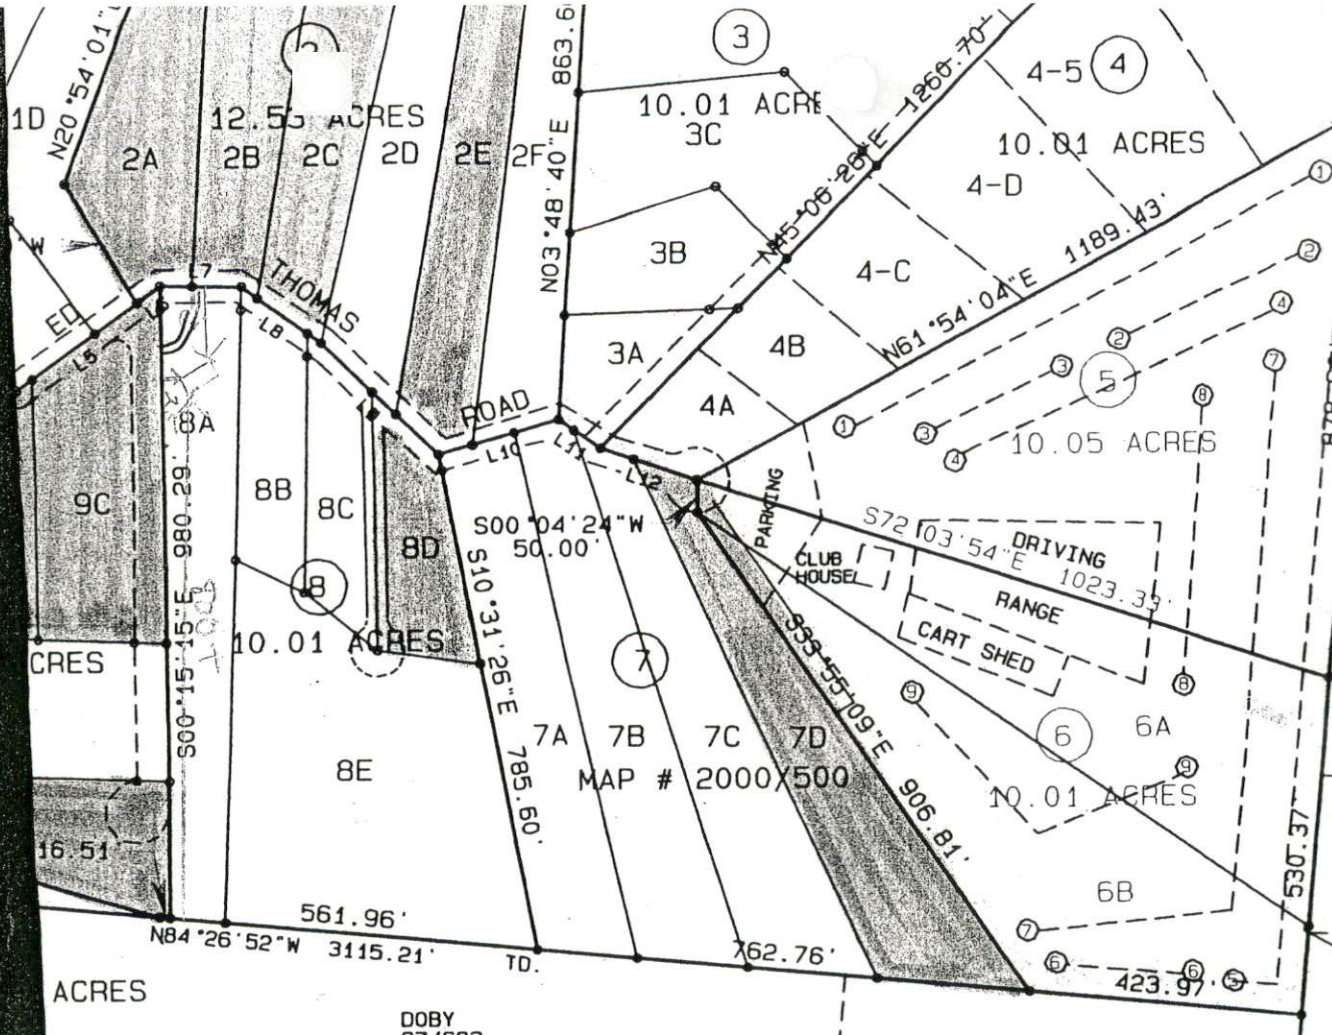 3
4
4-5
863.6
1260.70'
N20°54'01"
1D
12.53 ACRES
10.01 ACRE
3C
10.01 ACRES
2A
2B
2C
2D
2E
2F
4-D
1
N03°48'40"E
N45°06'26"E
1189.43'
W
3B
4-C
N61°54'04"E
2
L7
THOMAS
ED
L8
L5
3A
4B
2
4
3
5
7
8
ROAD
4A
8A
1
3
4
10.05 ACRES
L10
L11
L12
PARKING
9C
8B
8C
980.29'
S00°04'24"W
50.00'
8D
S72°03'54"E 1023.33'
DRIVING
RANGE
CLUB
HOUSE
CART SHED
8
S10°31'26"E 785.60'
S33°55'09"E 906.81'
CRES
10.01 ACRES
S00°15'15"E
7
8
9
6A
6
8E
7A
7B
7C
7D
MAP # 2000/500
9
10.01 ACRES
530.37'
16.51
6B
561.96'
N84°26'52"W 3115.21'
TD.
762.76'
7
6
6
5
423.97'
ACRES
DOBY